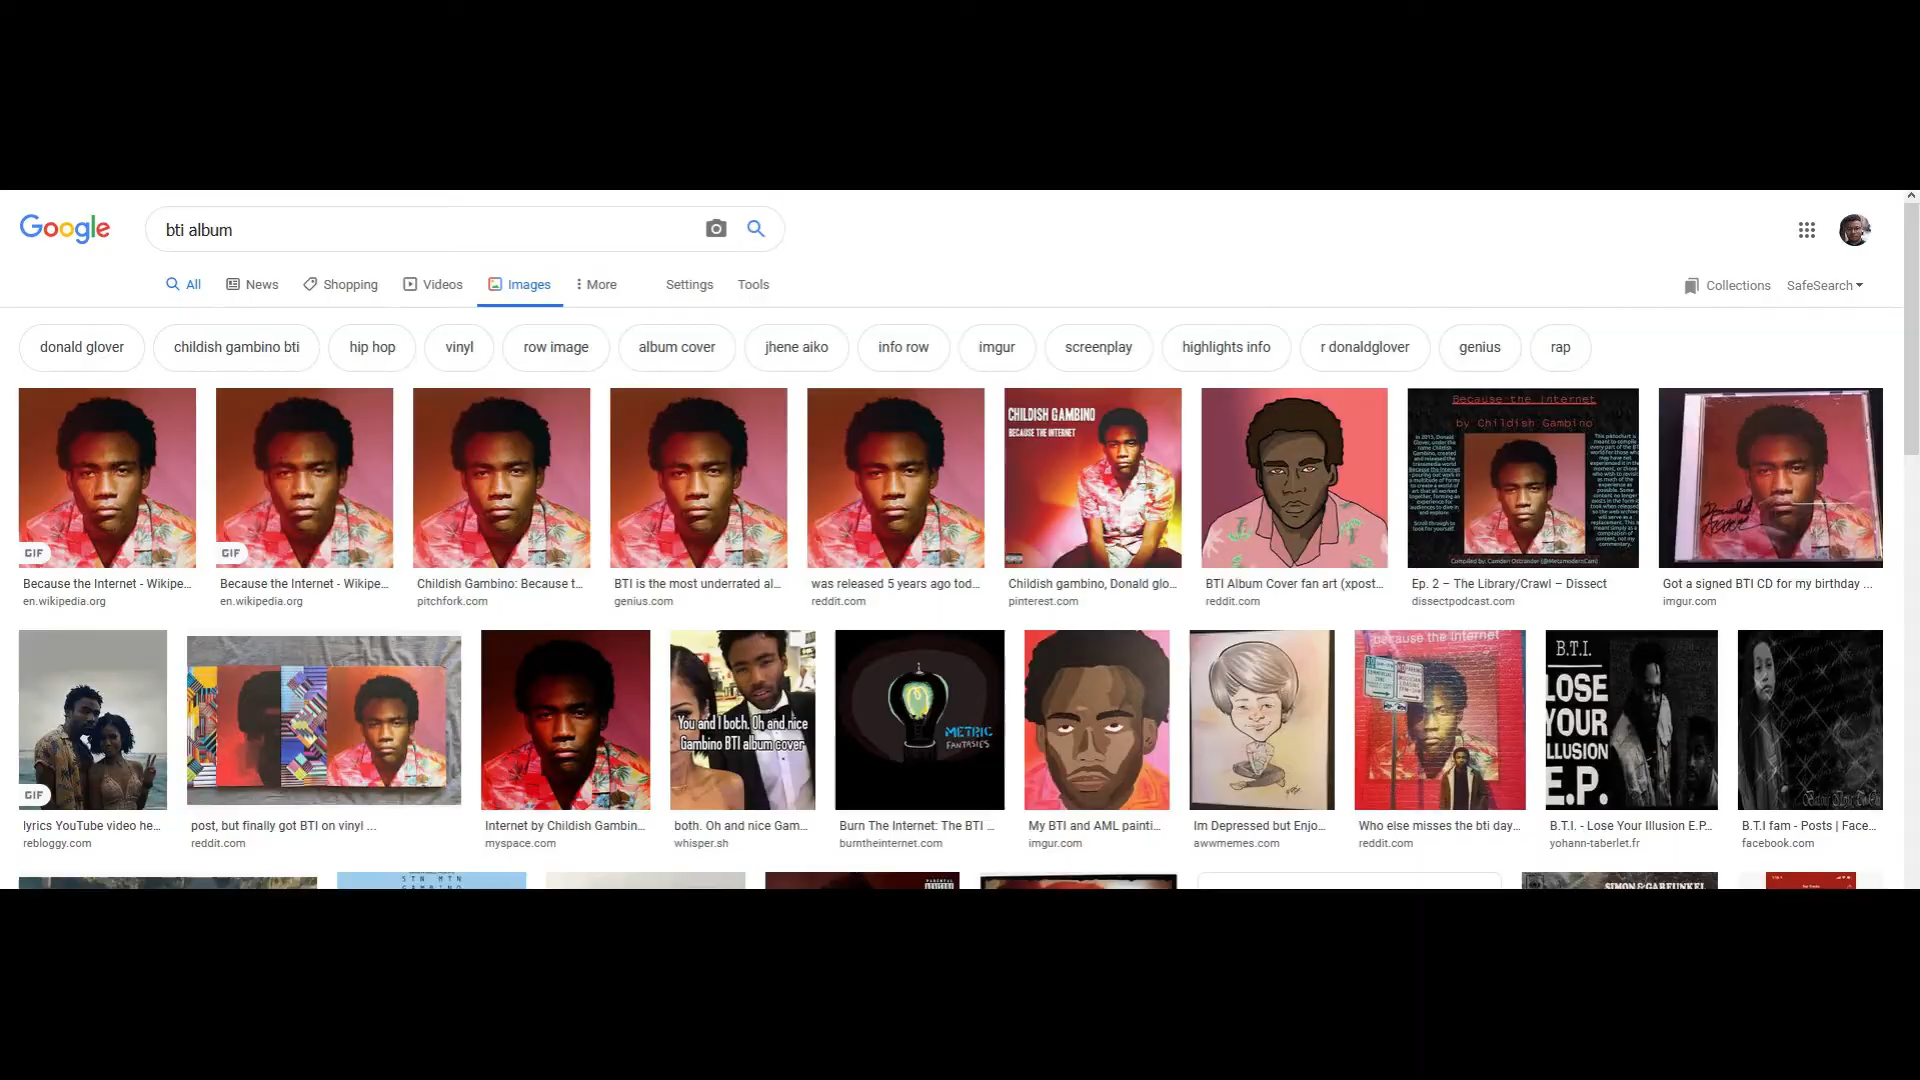 Google
bti album
All
News
Shopping
Videos
Images
More
Settings
Tools
Collections
SafeSearch
donald glover
childish gambino bti
hip hop
vinyl
row image
album cover
jhene aiko
info row
imgur
screenplay
highlights info
r donaldglover
genius
rap
GIF
GIF
CHILDISH GAMBINO
BECAUSE THE INTERNET
Because the Internet
by Childish Gambino
Because the Internet - Wikipe...
en.wikipedia.org
Because the Internet - Wikipe...
en.wikipedia.org
Childish Gambino: Because t...
pitchfork.com
BTI is the most underrated al...
genius.com
was released 5 years ago tod...
reddit.com
Childish gambino, Donald glo...
pinterest.com
BTI Album Cover fan art (xpost...
reddit.com
Ep. 2 – The Library/Crawl – Dissect
dissectpodcast.com
Got a signed BTI CD for my birthday ...
imgur.com
GIF
You and I both. Oh and nice
Gambino BTI album cover
METRIC
FANTASIES
because the internet
B.T.I.
LOSE
YOUR
ILLUSION
E.P.
lyrics YouTube video he...
rebloggy.com
post, but finally got BTI on vinyl ...
reddit.com
Internet by Childish Gambin...
myspace.com
both. Oh and nice Gam...
whisper.sh
Burn The Internet: The BTI ...
burntheinternet.com
My BTI and AML painti...
imgur.com
Im Depressed but Enjo...
awwmemes.com
Who else misses the bti day...
reddit.com
B.T.I. - Lose Your Illusion E.P...
yohann-taberlet.fr
B.T.I fam - Posts | Face...
facebook.com
STN MTN
GAMBINO
SIMON & GARFUNKEL